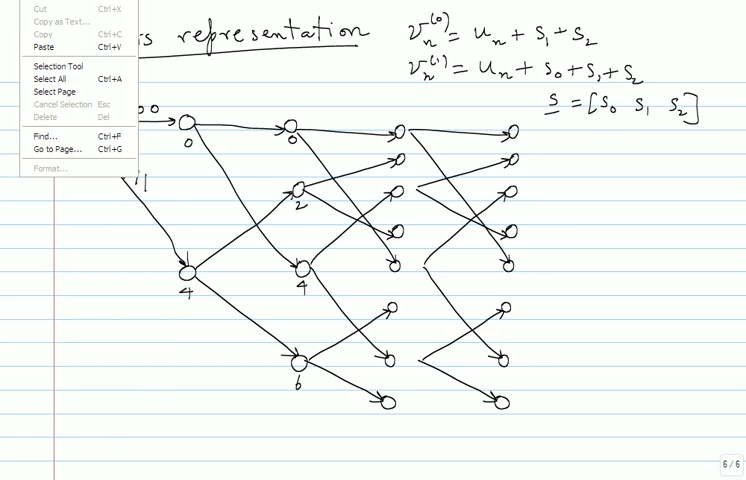 Cut Ctrl+X
Copy as Text...
Copy Ctrl+C
Paste Ctrl+V
Selection Tool
Select All Ctrl+A
Select Page
Cancel Selection Esc
Delete Del
Find... Ctrl+F
Go to Page... Ctrl+G
Format...
is representation
v_n^(0) = u_n + s_1 + s_2
v_n^(1) = u_n + s_0 + s_1 + s_2
s = [s_0 s_1 s_2]
00
0 0
11
2
4 4
6
6 / 6